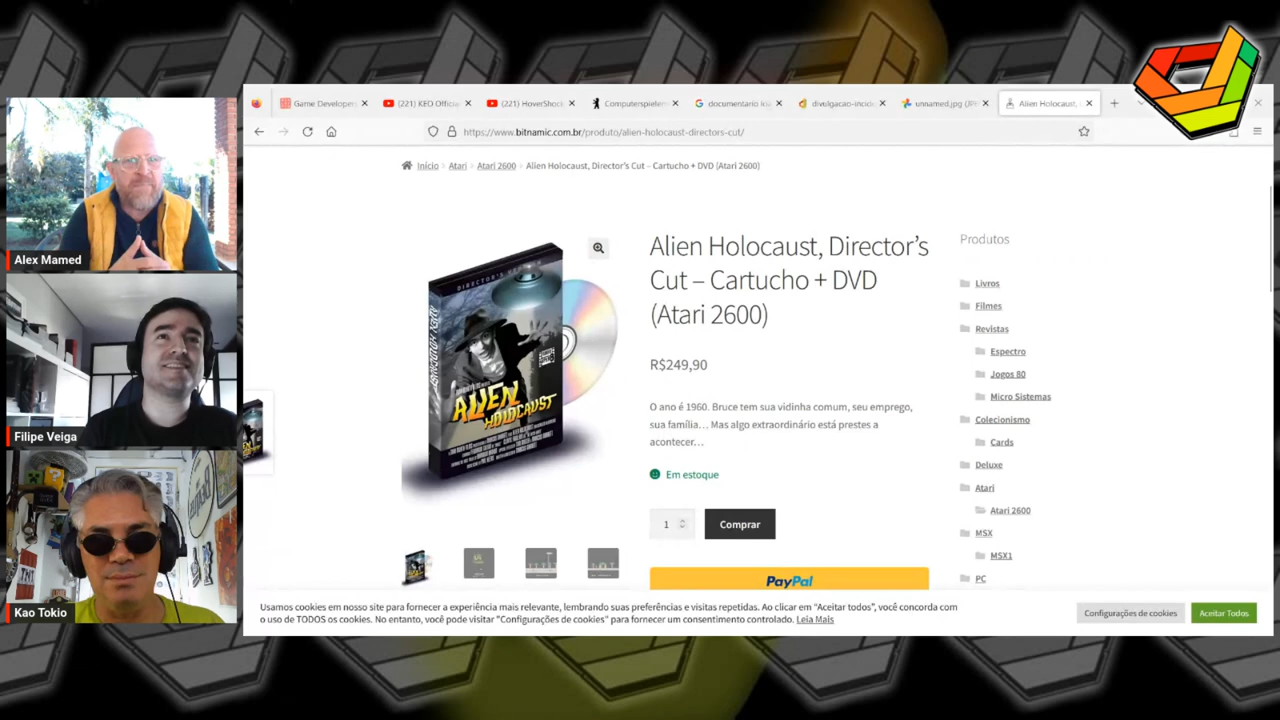 Game Developer
(221) KEO Officia
(221) HoverShock
Computerspielem
documentario kia
divulgacao-incid
unnamed.jpg (JPE
Alien Holocaust,
https://www.bitnamic.com.br/produto/alien-holocaust-directors-cut/
Início > Atari > Atari 2600 > Alien Holocaust, Director's Cut – Cartucho + DVD (Atari 2600)
Alex Mamed
Filipe Veiga
Kao Tokio
DIRECTOR'S
ALIEN
HOLOCAUST
Alien Holocaust, Director's
Cut – Cartucho + DVD
(Atari 2600)
R$249,90
O ano é 1960. Bruce tem sua vidinha comum, seu emprego,
sua família… Mas algo extraordinário está prestes a
acontecer…
Em estoque
1
Comprar
PayPal
Produtos
Livros
Filmes
Revistas
Espectro
Jogos 80
Micro Sistemas
Colecionismo
Cards
Deluxe
Atari
Atari 2600
MSX
MSX1
PC
Usamos cookies em nosso site para fornecer a experiência mais relevante, lembrando suas preferências e visitas repetidas. Ao clicar em "Aceitar todos", você concorda com
o uso de TODOS os cookies. No entanto, você pode visitar "Configurações de cookies" para fornecer um consentimento controlado. Leia Mais
Configurações de cookies
Aceitar Todos